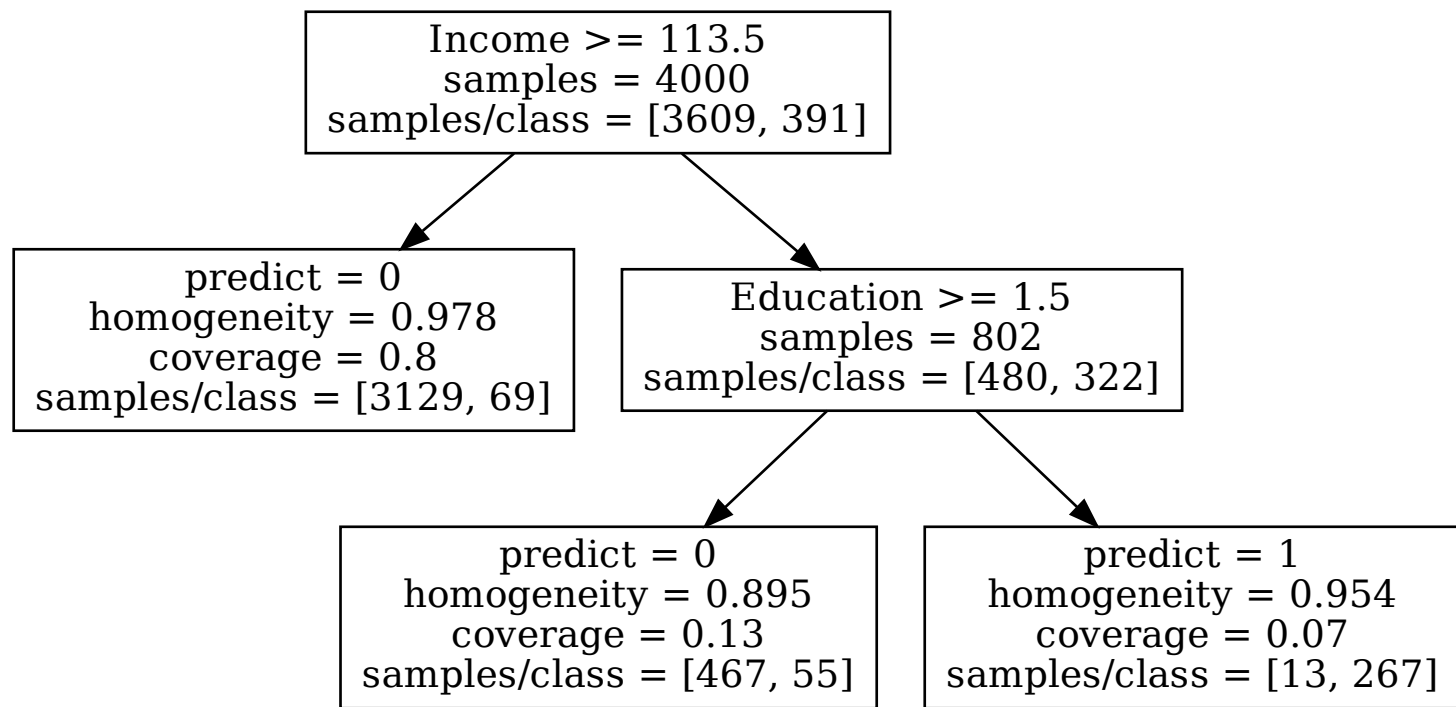 Income >= 113.5
samples = 4000
samples/class = [3609, 391]
predict = 0
homogeneity = 0.978
coverage = 0.8
samples/class = [3129, 69]
Education >= 1.5
samples = 802
samples/class = [480, 322]
predict = 0
homogeneity = 0.895
coverage = 0.13
samples/class = [467, 55]
predict = 1
homogeneity = 0.954
coverage = 0.07
samples/class = [13, 267]